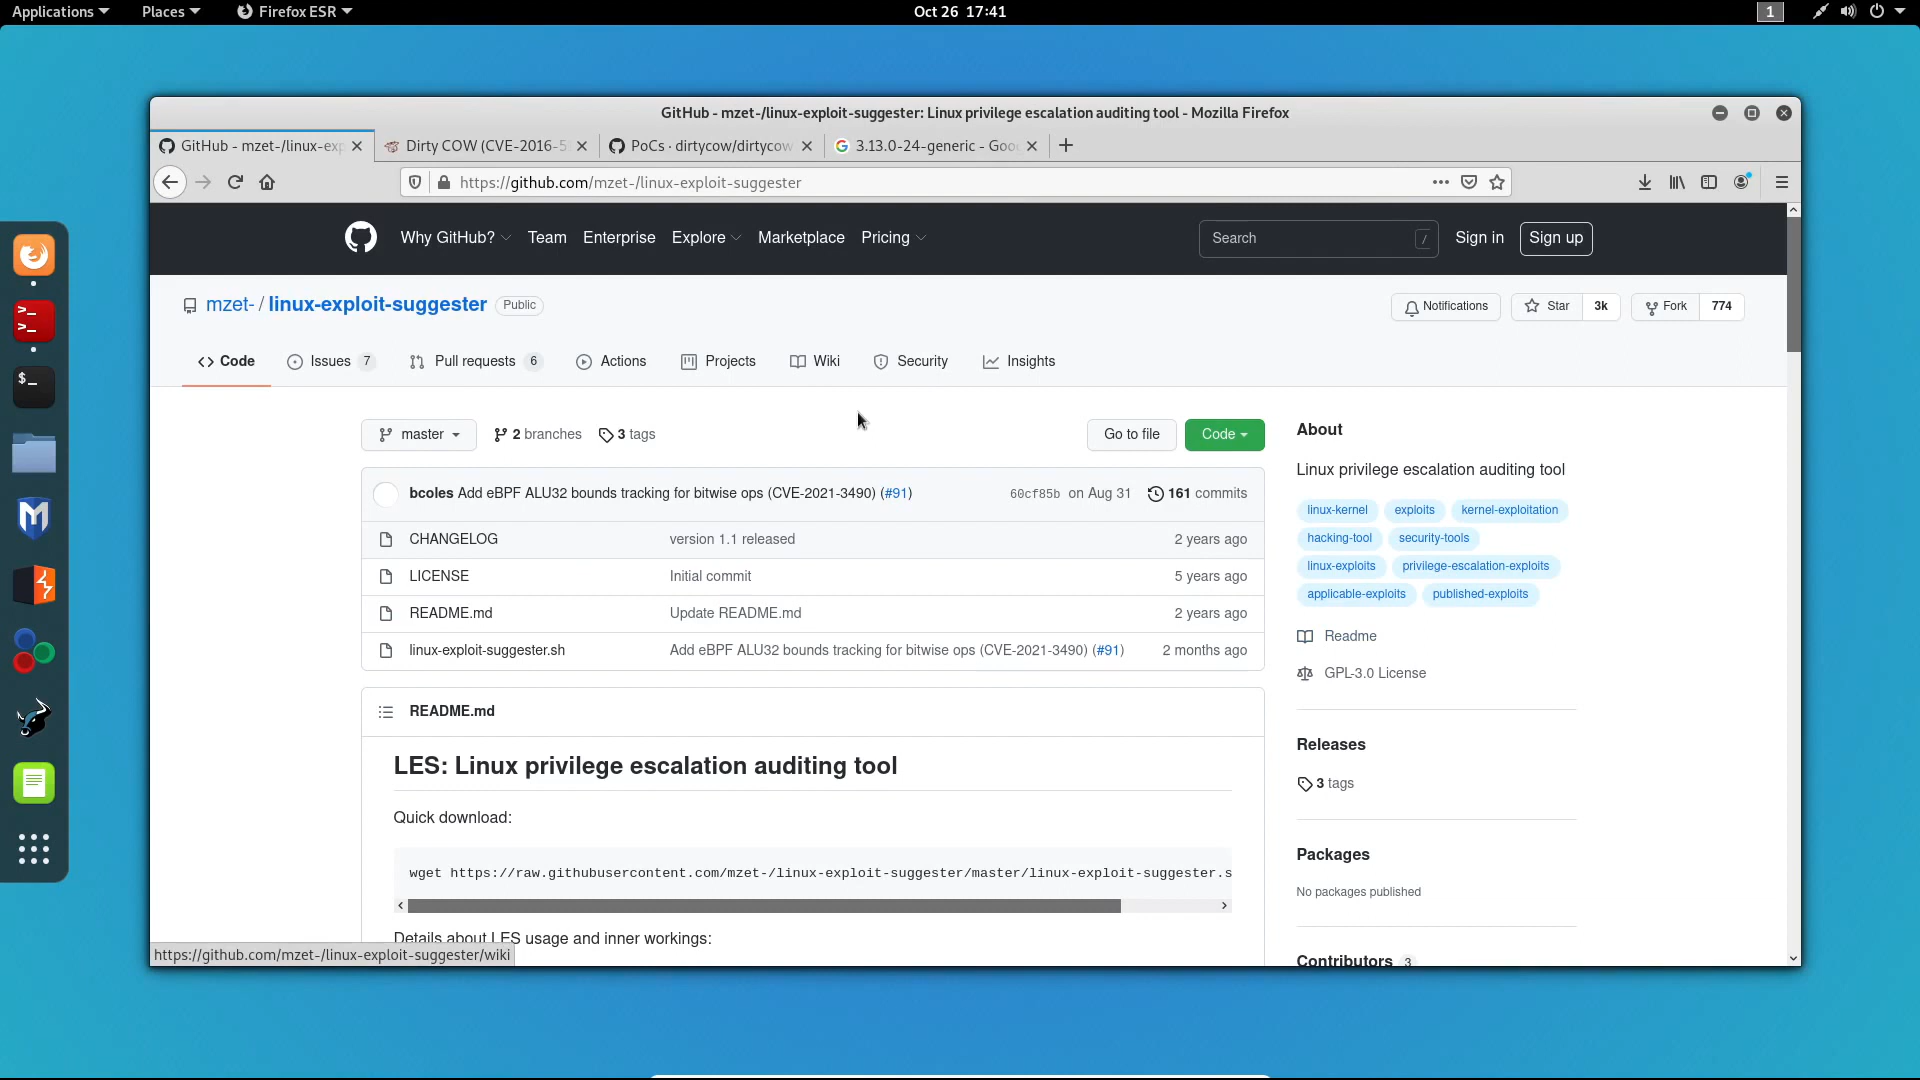 Applications Places Firefox ESR Oct 26 17:41 1
GitHub - mzet-/linux-exploit-suggester: Linux privilege escalation auditing tool - Mozilla Firefox
GitHub - mzet-/linux-exp Dirty COW (CVE-2016-5 PoCs · dirtycow/dirtycow 3.13.0-24-generic - Goo
https://github.com/mzet-/linux-exploit-suggester
Why GitHub? Team Enterprise Explore Marketplace Pricing Search / Sign in Sign up
mzet- / linux-exploit-suggester Public Notifications Star 3k Fork 774
Code Issues 7 Pull requests 6 Actions Projects Wiki Security Insights
master 2 branches 3 tags Go to file Code
bcoles Add eBPF ALU32 bounds tracking for bitwise ops (CVE-2021-3490) (#91) 60cf85b on Aug 31 161 commits
CHANGELOG version 1.1 released 2 years ago
LICENSE Initial commit 5 years ago
README.md Update README.md 2 years ago
linux-exploit-suggester.sh Add eBPF ALU32 bounds tracking for bitwise ops (CVE-2021-3490) (#91) 2 months ago
README.md
LES: Linux privilege escalation auditing tool
Quick download:
wget https://raw.githubusercontent.com/mzet-/linux-exploit-suggester/master/linux-exploit-suggester.s
Details about LES usage and inner workings:
https://github.com/mzet-/linux-exploit-suggester/wiki
About
Linux privilege escalation auditing tool
linux-kernel exploits kernel-exploitation
hacking-tool security-tools
linux-exploits privilege-escalation-exploits
applicable-exploits published-exploits
Readme
GPL-3.0 License
Releases
3 tags
Packages
No packages published
Contributors 3